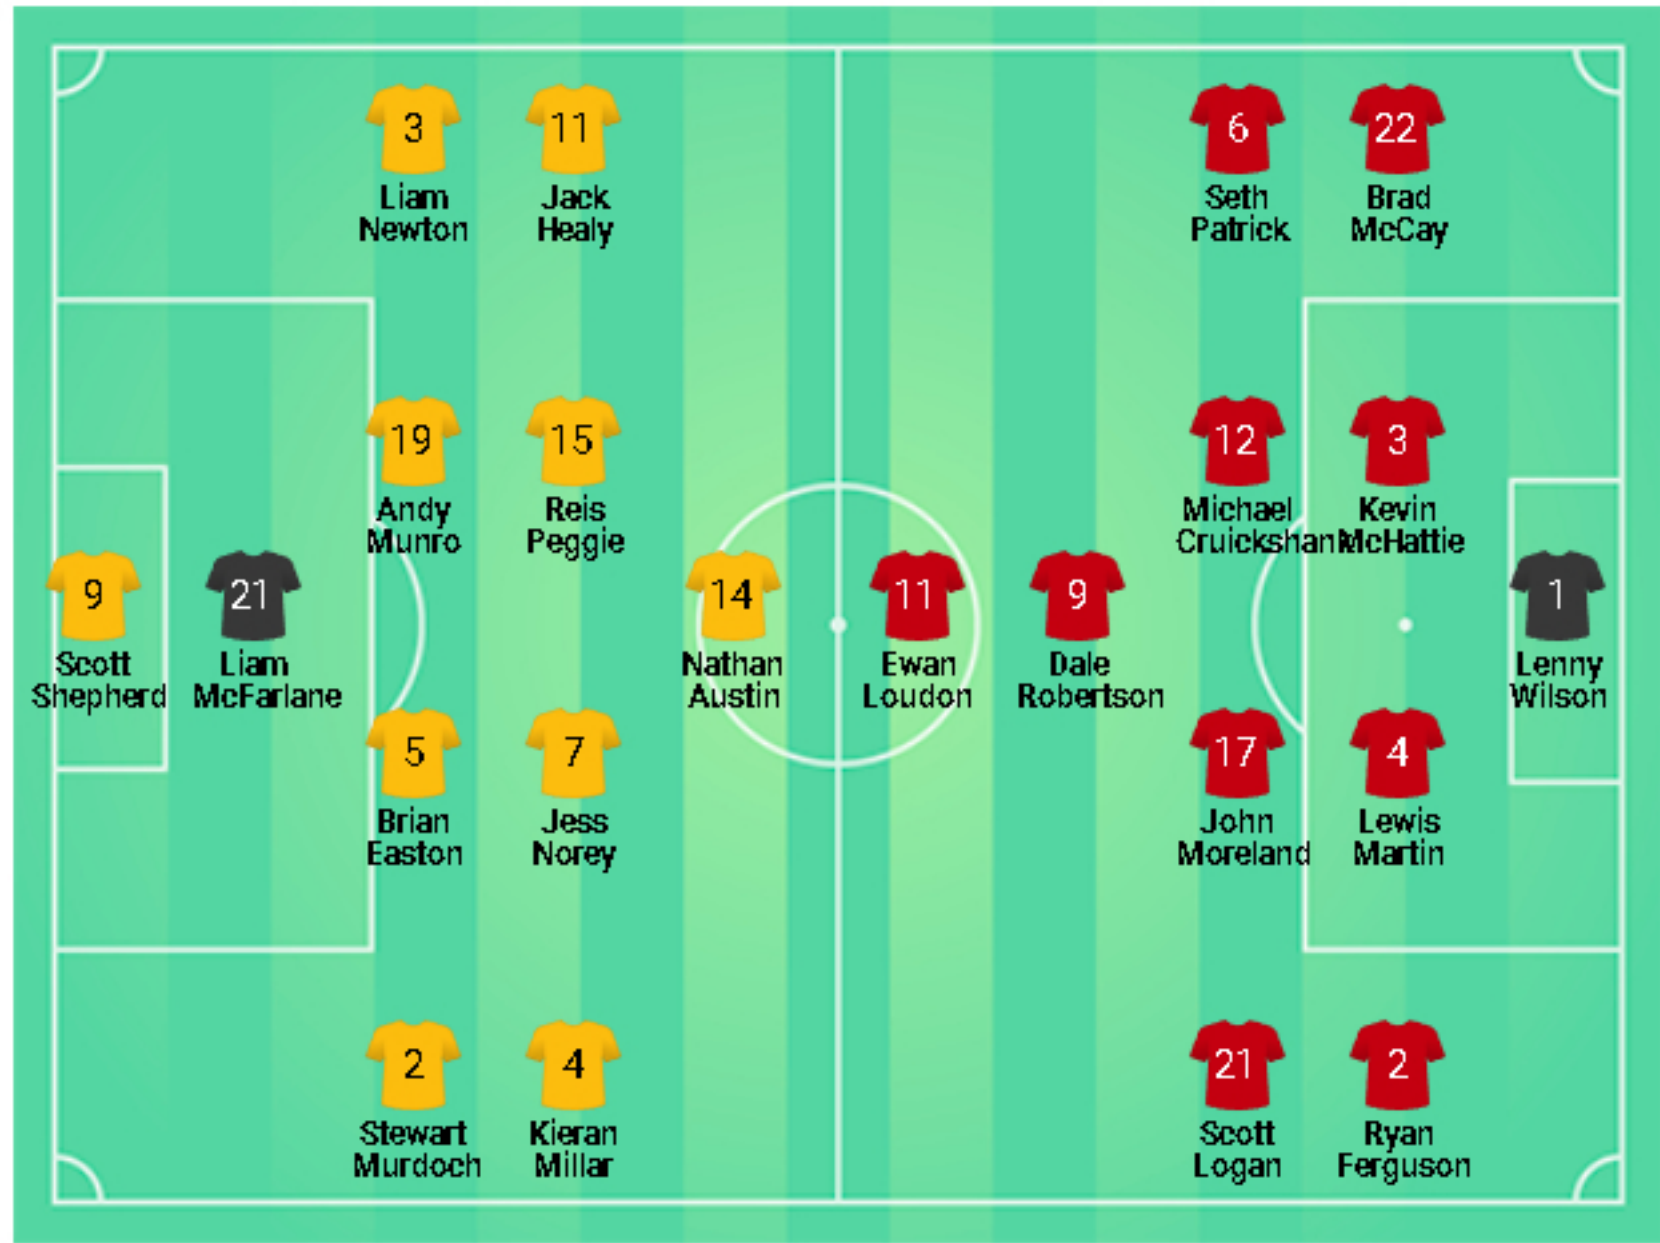 3
Liam
Newton
11
Jack
Healy
6
Seth
Patrick
22
Brad
McCay
19
Andy
Munro
15
Reis
Peggie
12
Michael
Cruickshank
3
Kevin
McHattie
9
Scott
Shepherd
21
Liam
McFarlane
14
Nathan
Austin
11
Ewan
Loudon
9
Dale
Robertson
1
Lenny
Wilson
5
Brian
Easton
7
Jess
Norey
17
John
Moreland
4
Lewis
Martin
2
Stewart
Murdoch
4
Kieran
Millar
21
Scott
Logan
2
Ryan
Ferguson